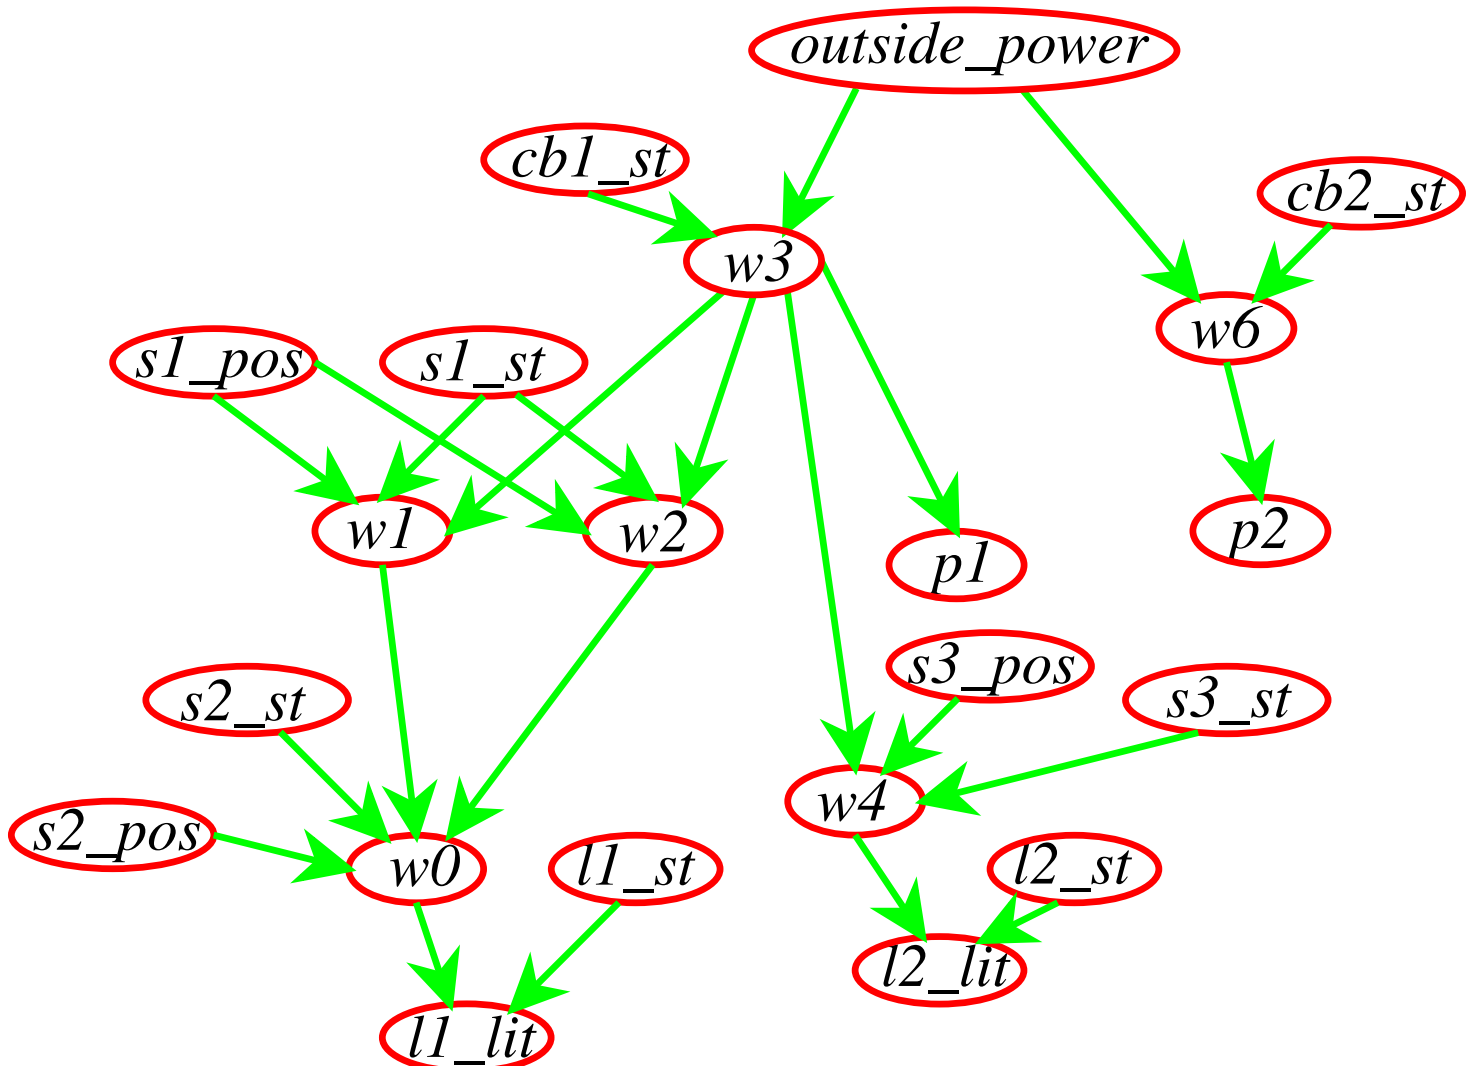 outside_power
cb1_st
cb2_st
w3
w6
s1_pos
s1_st
w1
w2
p1
p2
s2_st
s3_pos
s3_st
s2_pos
w4
w0
l1_st
l2_st
l2_lit
l1_lit